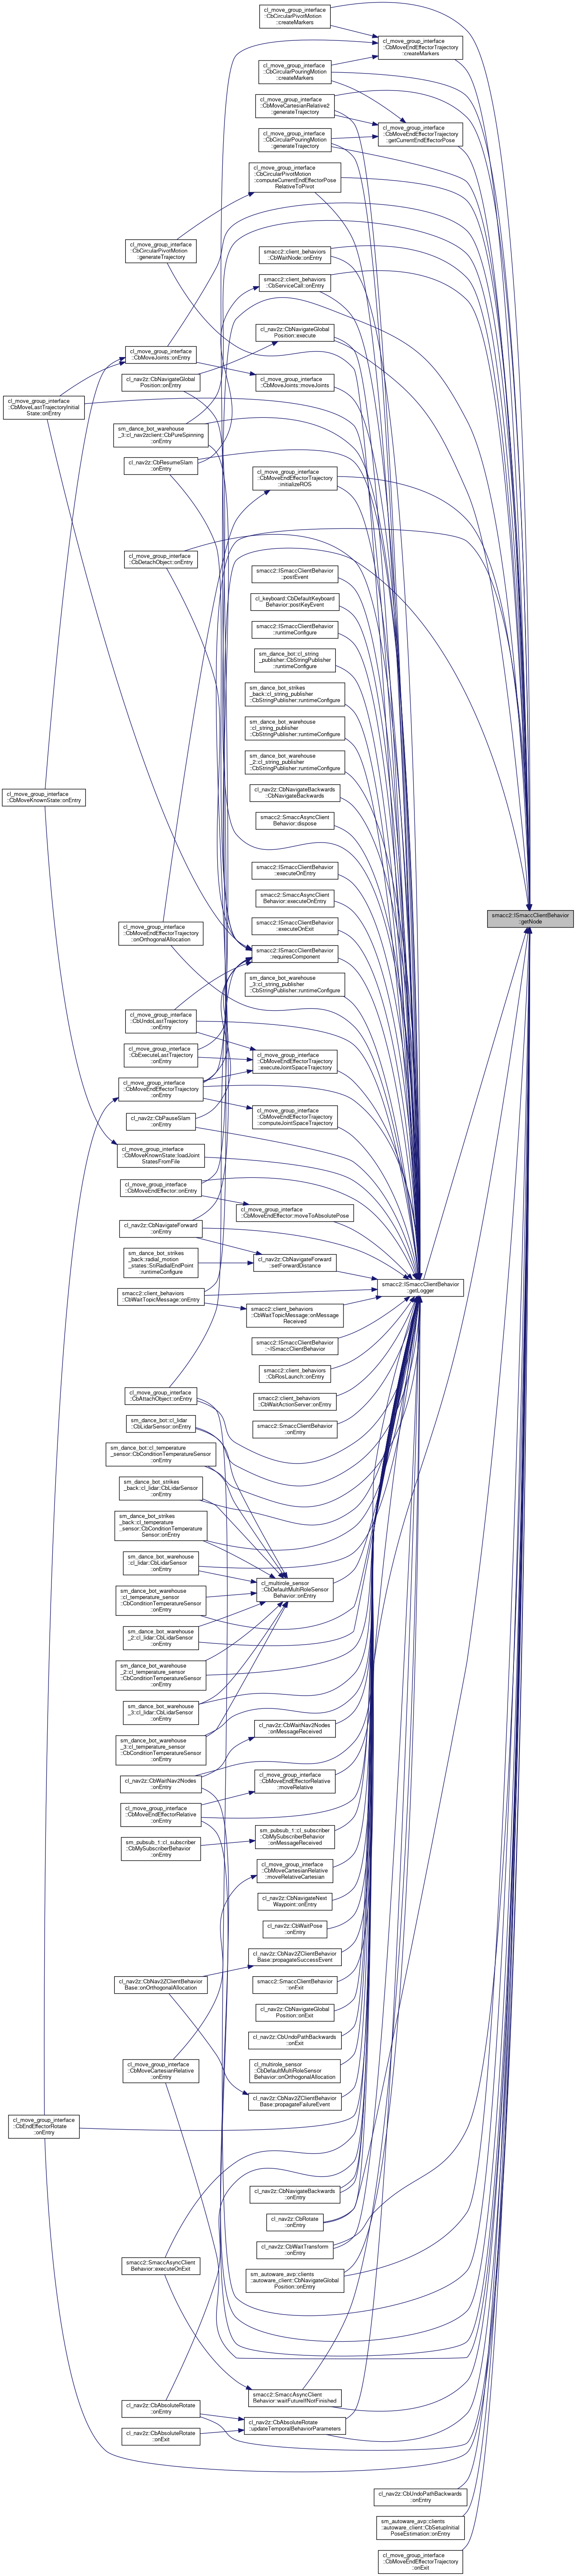 cl_move_group_interface
::CbCircularPivotMotion
::createMarkers
cl_move_group_interface
::CbMoveEndEffectorTrajectory
::createMarkers
cl_move_group_interface
::CbCircularPouringMotion
::createMarkers
cl_move_group_interface
::CbMoveCartesianRelative2
::generateTrajectory
cl_move_group_interface
::CbMoveEndEffectorTrajectory
::getCurrentEndEffectorPose
cl_move_group_interface
::CbCircularPouringMotion
::generateTrajectory
cl_move_group_interface
::CbCircularPivotMotion
::computeCurrentEndEffectorPose
RelativeToPivot
cl_move_group_interface
::CbCircularPivotMotion
::generateTrajectory
smacc2::client_behaviors
::CbWaitNode::onEntry
smacc2::client_behaviors
::CbServiceCall::onEntry
cl_nav2z::CbNavigateGlobal
Position::execute
cl_move_group_interface
::CbMoveJoints::onEntry
cl_nav2z::CbNavigateGlobal
Position::onEntry
cl_move_group_interface
::CbMoveJoints::moveJoints
cl_move_group_interface
::CbMoveLastTrajectoryInitial
State::onEntry
sm_dance_bot_warehouse
_3::cl_nav2zclient::CbPureSpinning
::onEntry
cl_nav2z::CbResumeSlam
::onEntry
cl_move_group_interface
::CbMoveEndEffectorTrajectory
::initializeROS
cl_move_group_interface
::CbDetachObject::onEntry
smacc2::ISmaccClientBehavior
::postEvent
cl_keyboard::CbDefaultKeyboard
Behavior::postKeyEvent
smacc2::ISmaccClientBehavior
::runtimeConfigure
sm_dance_bot::cl_string
_publisher::CbStringPublisher
::runtimeConfigure
sm_dance_bot_strikes
_back::cl_string_publisher
::CbStringPublisher::runtimeConfigure
sm_dance_bot_warehouse
::cl_string_publisher
::CbStringPublisher::runtimeConfigure
sm_dance_bot_warehouse
_2::cl_string_publisher
::CbStringPublisher::runtimeConfigure
cl_move_group_interface
::CbMoveKnownState::onEntry
cl_nav2z::CbNavigateBackwards
::CbNavigateBackwards
smacc2::SmaccAsyncClient
Behavior::dispose
smacc2::ISmaccClientBehavior
::executeOnEntry
smacc2::SmaccAsyncClient
Behavior::executeOnEntry
smacc2::ISmaccClientBehavior
::getNode
cl_move_group_interface
::CbMoveEndEffectorTrajectory
::onOrthogonalAllocation
smacc2::ISmaccClientBehavior
::executeOnExit
smacc2::ISmaccClientBehavior
::requiresComponent
sm_dance_bot_warehouse
_3::cl_string_publisher
::CbStringPublisher::runtimeConfigure
cl_move_group_interface
::CbUndoLastTrajectory
::onEntry
cl_move_group_interface
::CbExecuteLastTrajectory
::onEntry
cl_move_group_interface
::CbMoveEndEffectorTrajectory
::executeJointSpaceTrajectory
cl_move_group_interface
::CbMoveEndEffectorTrajectory
::onEntry
cl_move_group_interface
::CbMoveEndEffectorTrajectory
::computeJointSpaceTrajectory
cl_nav2z::CbPauseSlam
::onEntry
cl_move_group_interface
::CbMoveKnownState::loadJoint
StatesFromFile
cl_move_group_interface
::CbMoveEndEffector::onEntry
cl_move_group_interface
::CbMoveEndEffector::moveToAbsolutePose
cl_nav2z::CbNavigateForward
::onEntry
sm_dance_bot_strikes
_back::radial_motion
_states::StiRadialEndPoint
::runtimeConfigure
cl_nav2z::CbNavigateForward
::setForwardDistance
smacc2::ISmaccClientBehavior
::getLogger
smacc2::client_behaviors
::CbWaitTopicMessage::onEntry
smacc2::client_behaviors
::CbWaitTopicMessage::onMessage
Received
smacc2::ISmaccClientBehavior
::~ISmaccClientBehavior
smacc2::client_behaviors
::CbRosLaunch::onEntry
cl_move_group_interface
::CbAttachObject::onEntry
smacc2::client_behaviors
::CbWaitActionServer::onEntry
sm_dance_bot::cl_lidar
::CbLidarSensor::onEntry
smacc2::SmaccClientBehavior
::onEntry
sm_dance_bot::cl_temperature
_sensor::CbConditionTemperatureSensor
::onEntry
sm_dance_bot_strikes
_back::cl_lidar::CbLidarSensor
::onEntry
sm_dance_bot_strikes
_back::cl_temperature
_sensor::CbConditionTemperature
Sensor::onEntry
sm_dance_bot_warehouse
::cl_lidar::CbLidarSensor
::onEntry
cl_multirole_sensor
::CbDefaultMultiRoleSensor
Behavior::onEntry
sm_dance_bot_warehouse
::cl_temperature_sensor
::CbConditionTemperatureSensor
::onEntry
sm_dance_bot_warehouse
_2::cl_lidar::CbLidarSensor
::onEntry
sm_dance_bot_warehouse
_2::cl_temperature_sensor
::CbConditionTemperatureSensor
::onEntry
sm_dance_bot_warehouse
_3::cl_lidar::CbLidarSensor
::onEntry
sm_dance_bot_warehouse
_3::cl_temperature_sensor
::CbConditionTemperatureSensor
::onEntry
cl_nav2z::CbWaitNav2Nodes
::onMessageReceived
cl_nav2z::CbWaitNav2Nodes
::onEntry
cl_move_group_interface
::CbMoveEndEffectorRelative
::moveRelative
cl_move_group_interface
::CbMoveEndEffectorRelative
::onEntry
sm_pubsub_1::cl_subscriber
::CbMySubscriberBehavior
::onEntry
sm_pubsub_1::cl_subscriber
::CbMySubscriberBehavior
::onMessageReceived
cl_move_group_interface
::CbMoveCartesianRelative
::moveRelativeCartesian
cl_nav2z::CbNavigateNext
Waypoint::onEntry
cl_nav2z::CbWaitPose
::onEntry
cl_nav2z::CbNav2ZClientBehavior
Base::propagateSuccessEvent
cl_nav2z::CbNav2ZClientBehavior
Base::onOrthogonalAllocation
smacc2::SmaccClientBehavior
::onExit
cl_nav2z::CbNavigateGlobal
Position::onExit
cl_nav2z::CbUndoPathBackwards
::onExit
cl_move_group_interface
::CbMoveCartesianRelative
::onEntry
cl_multirole_sensor
::CbDefaultMultiRoleSensor
Behavior::onOrthogonalAllocation
cl_nav2z::CbNav2ZClientBehavior
Base::propagateFailureEvent
cl_move_group_interface
::CbEndEffectorRotate
::onEntry
cl_nav2z::CbNavigateBackwards
::onEntry
cl_nav2z::CbRotate
::onEntry
cl_nav2z::CbWaitTransform
::onEntry
smacc2::SmaccAsyncClient
Behavior::executeOnExit
sm_autoware_avp::clients
::autoware_client::CbNavigateGlobal
Position::onEntry
smacc2::SmaccAsyncClient
Behavior::waitFutureIfNotFinished
cl_nav2z::CbAbsoluteRotate
::onEntry
cl_nav2z::CbAbsoluteRotate
::updateTemporalBehaviorParameters
cl_nav2z::CbAbsoluteRotate
::onExit
cl_nav2z::CbUndoPathBackwards
::onEntry
sm_autoware_avp::clients
::autoware_client::CbSetupInitial
PoseEstimation::onEntry
cl_move_group_interface
::CbMoveEndEffectorTrajectory
::onExit